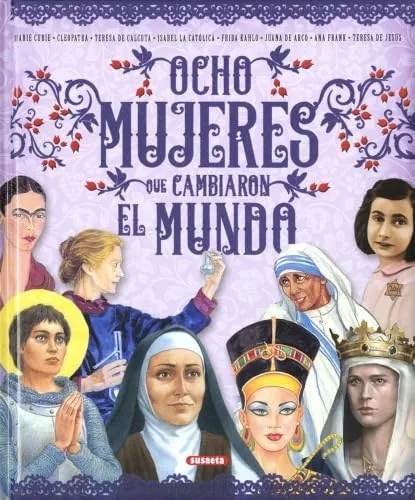 MARIE CURIE • CLEOPATRA • TERESA DE CALCUTA • ISABEL LA CATÓLICA • FRIDA KAHLO • JUANA DE ARCO • ANA FRANK • TERESA DE JESÚS
OCHO
MUJERES
QUE CAMBIARON
EL MUNDO
susaeta